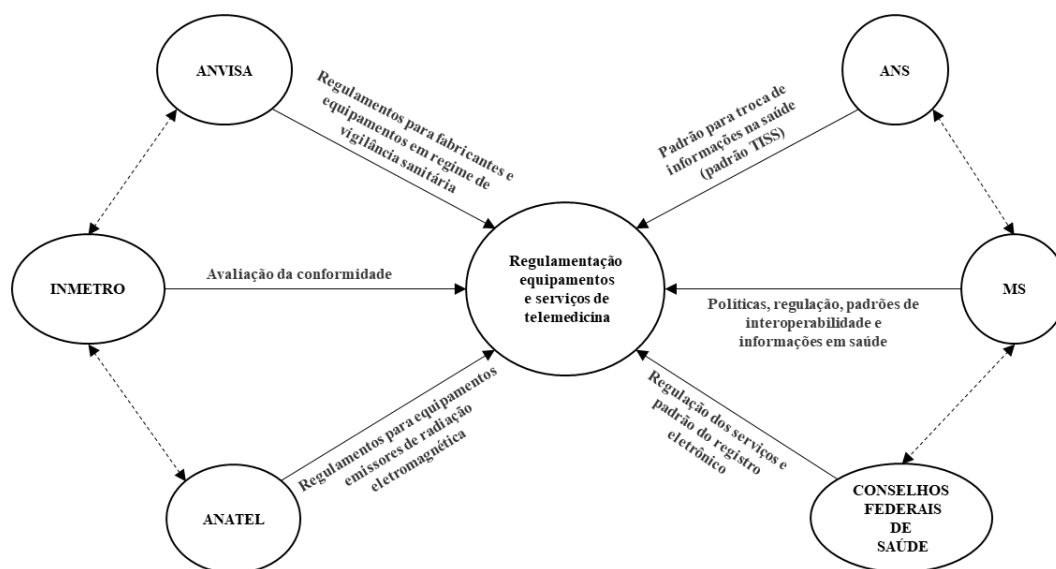 ANVISA
Regulamentos para fabricantes e
equipamentos em regime de
vigilância sanitária
ANS
Padrão para troca de
informações na saúde
(padrão TISS)
INMETRO
Avaliação da conformidade
Regulamentação
equipamentos
e serviços de
telemedicina
MS
Políticas, regulação, padrões de
interoperabilidade e
informações em saúde
ANATEL
Regulamentos para equipamentos
emissores de radiação
eletromagnética
Regulação dos serviços e
padrão do registro
eletrônico
CONSELHOS
FEDERAIS
DE
SAÚDE